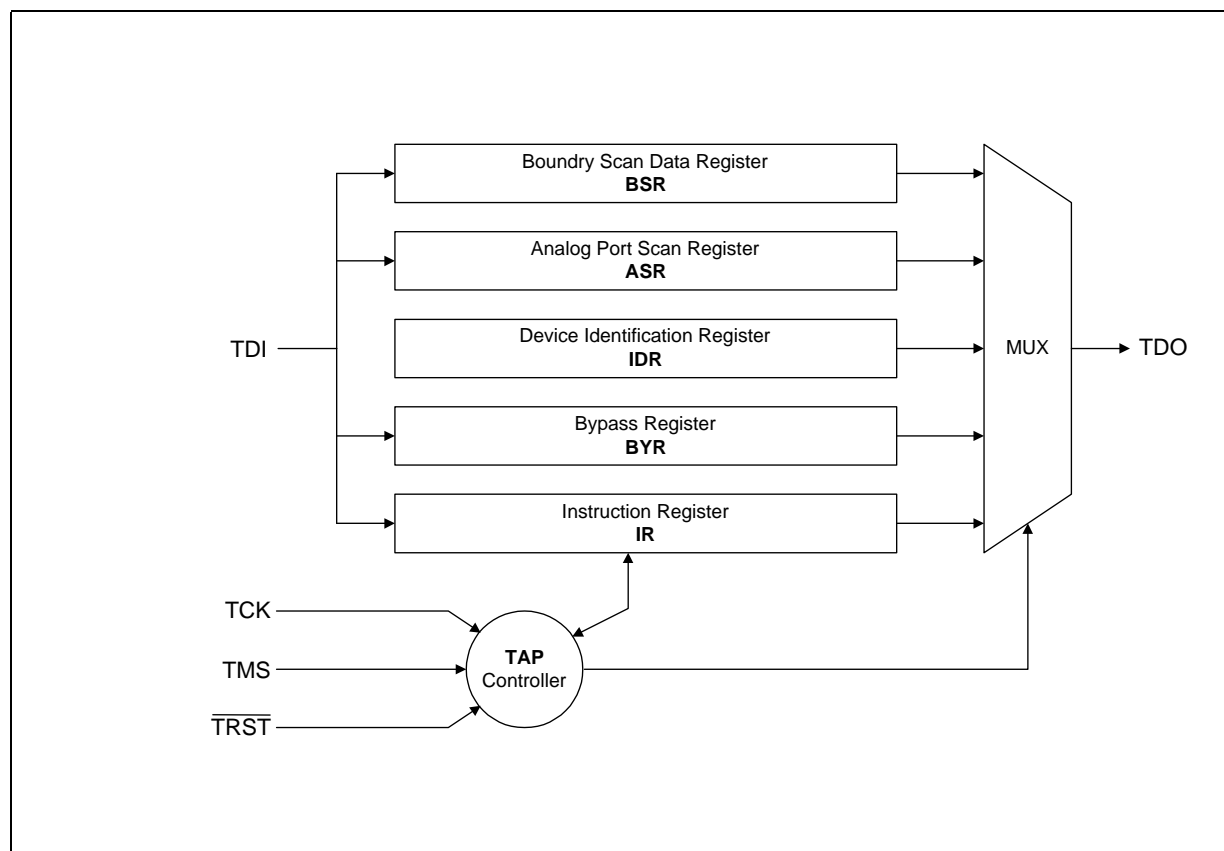 Boundry Scan Data Register
BSR
Analog Port Scan Register
ASR
Device Identification Register
IDR
Bypass Register
BYR
Instruction Register
IR
TDI
MUX
TDO
TCK
TMS
TRST
TAP
Controller